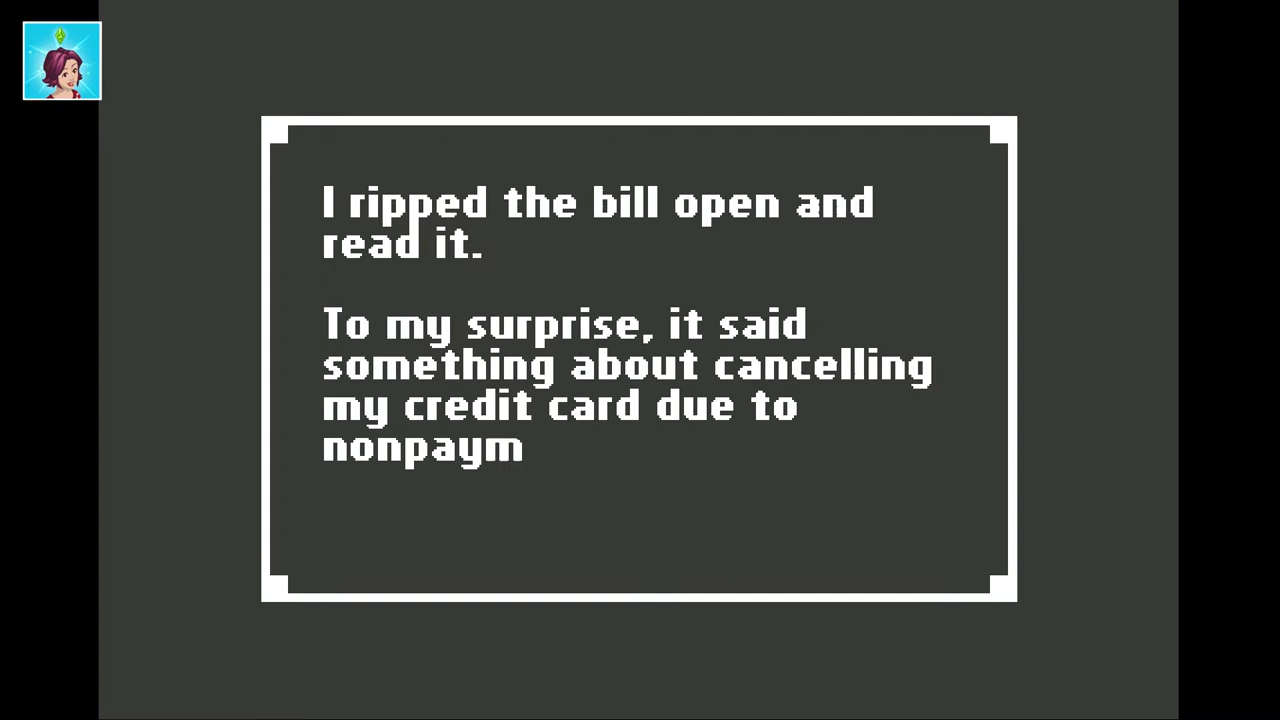 I ripped the bill open and
read it.
To my surprise, it said
something about cancelling
my credit card due to
nonpaym